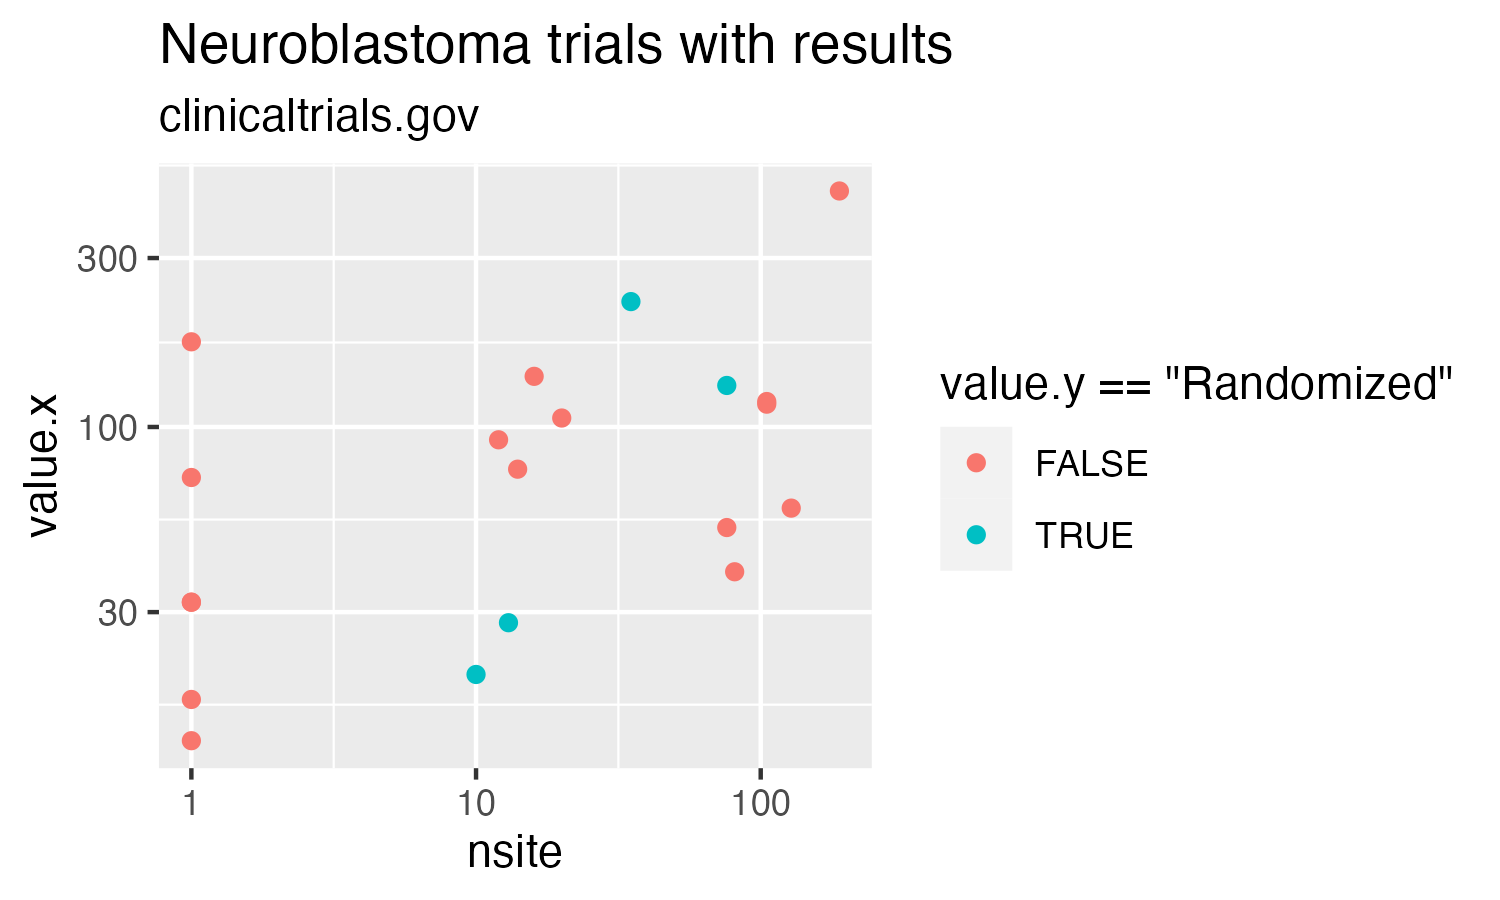 Neuroblastoma trials with results
clinicaltrials.gov
300
100
30
value.x
1 10 100
nsite
value.y == "Randomized"
FALSE
TRUE